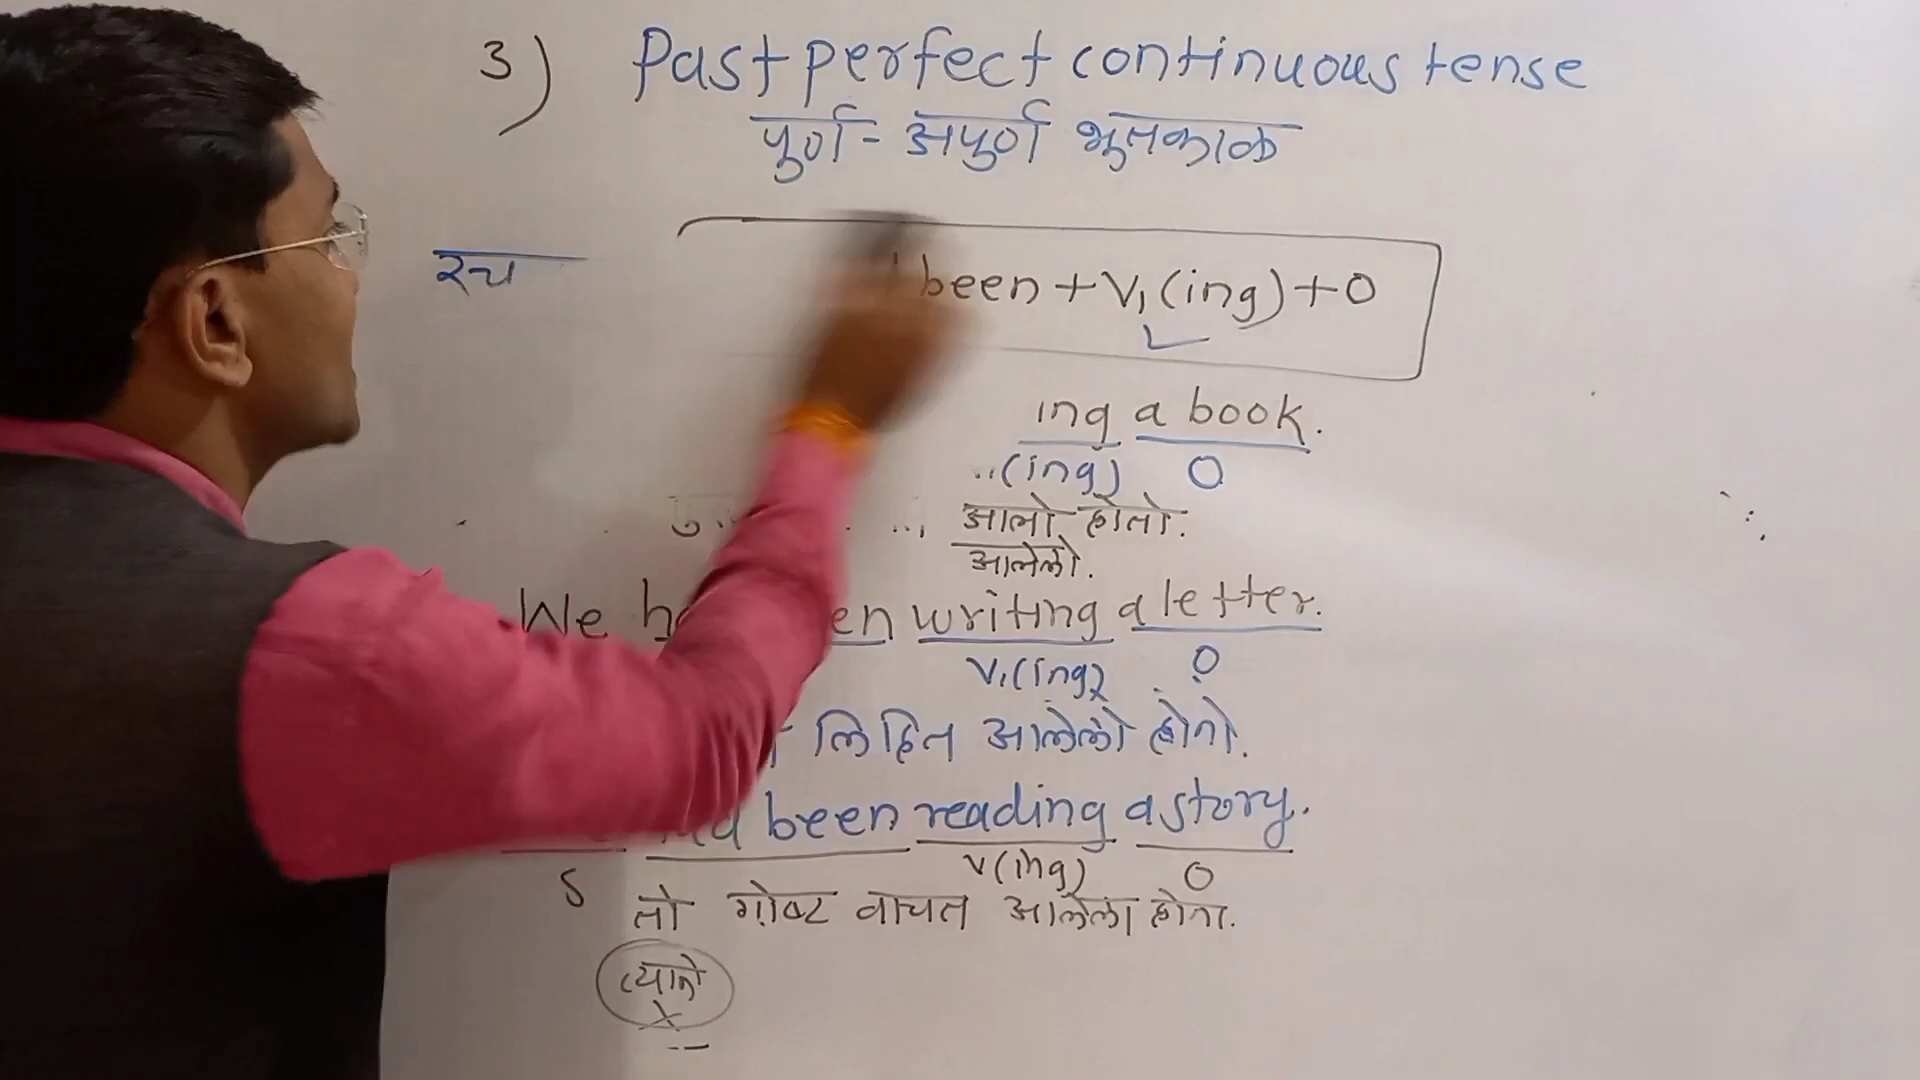 3) Past perfect continuous tense
पुर्ण - अपुर्ण भुतकाळ
रच
been + V₁ (ing) + O
ing a book.
(ing) O
आलो होतो.
आलेलो.
We writing a letter.
V₁(ing) O
लिहित आलेलो होतो.
been reading a story.
S V(ing) O
तो गोष्ट वाचत आलेला होता.
त्याने
×